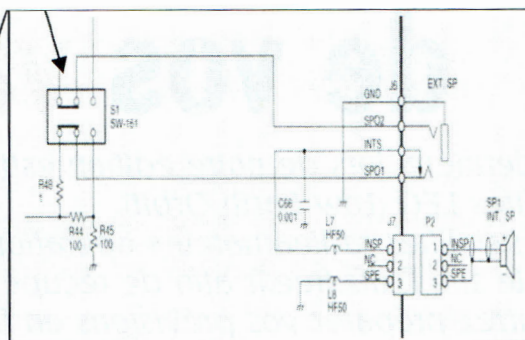 J6
EXT SP
GND
SPO2
INTS
SPO1
S1
SW-161
R48
1
R44
100
R45
100
C66
0.001
L7
HF50
J7
P2
SP1
INT SP
INSP
1
1
INSP
NC
2
2
NC
SPE
3
3
SPE
L8
HF50